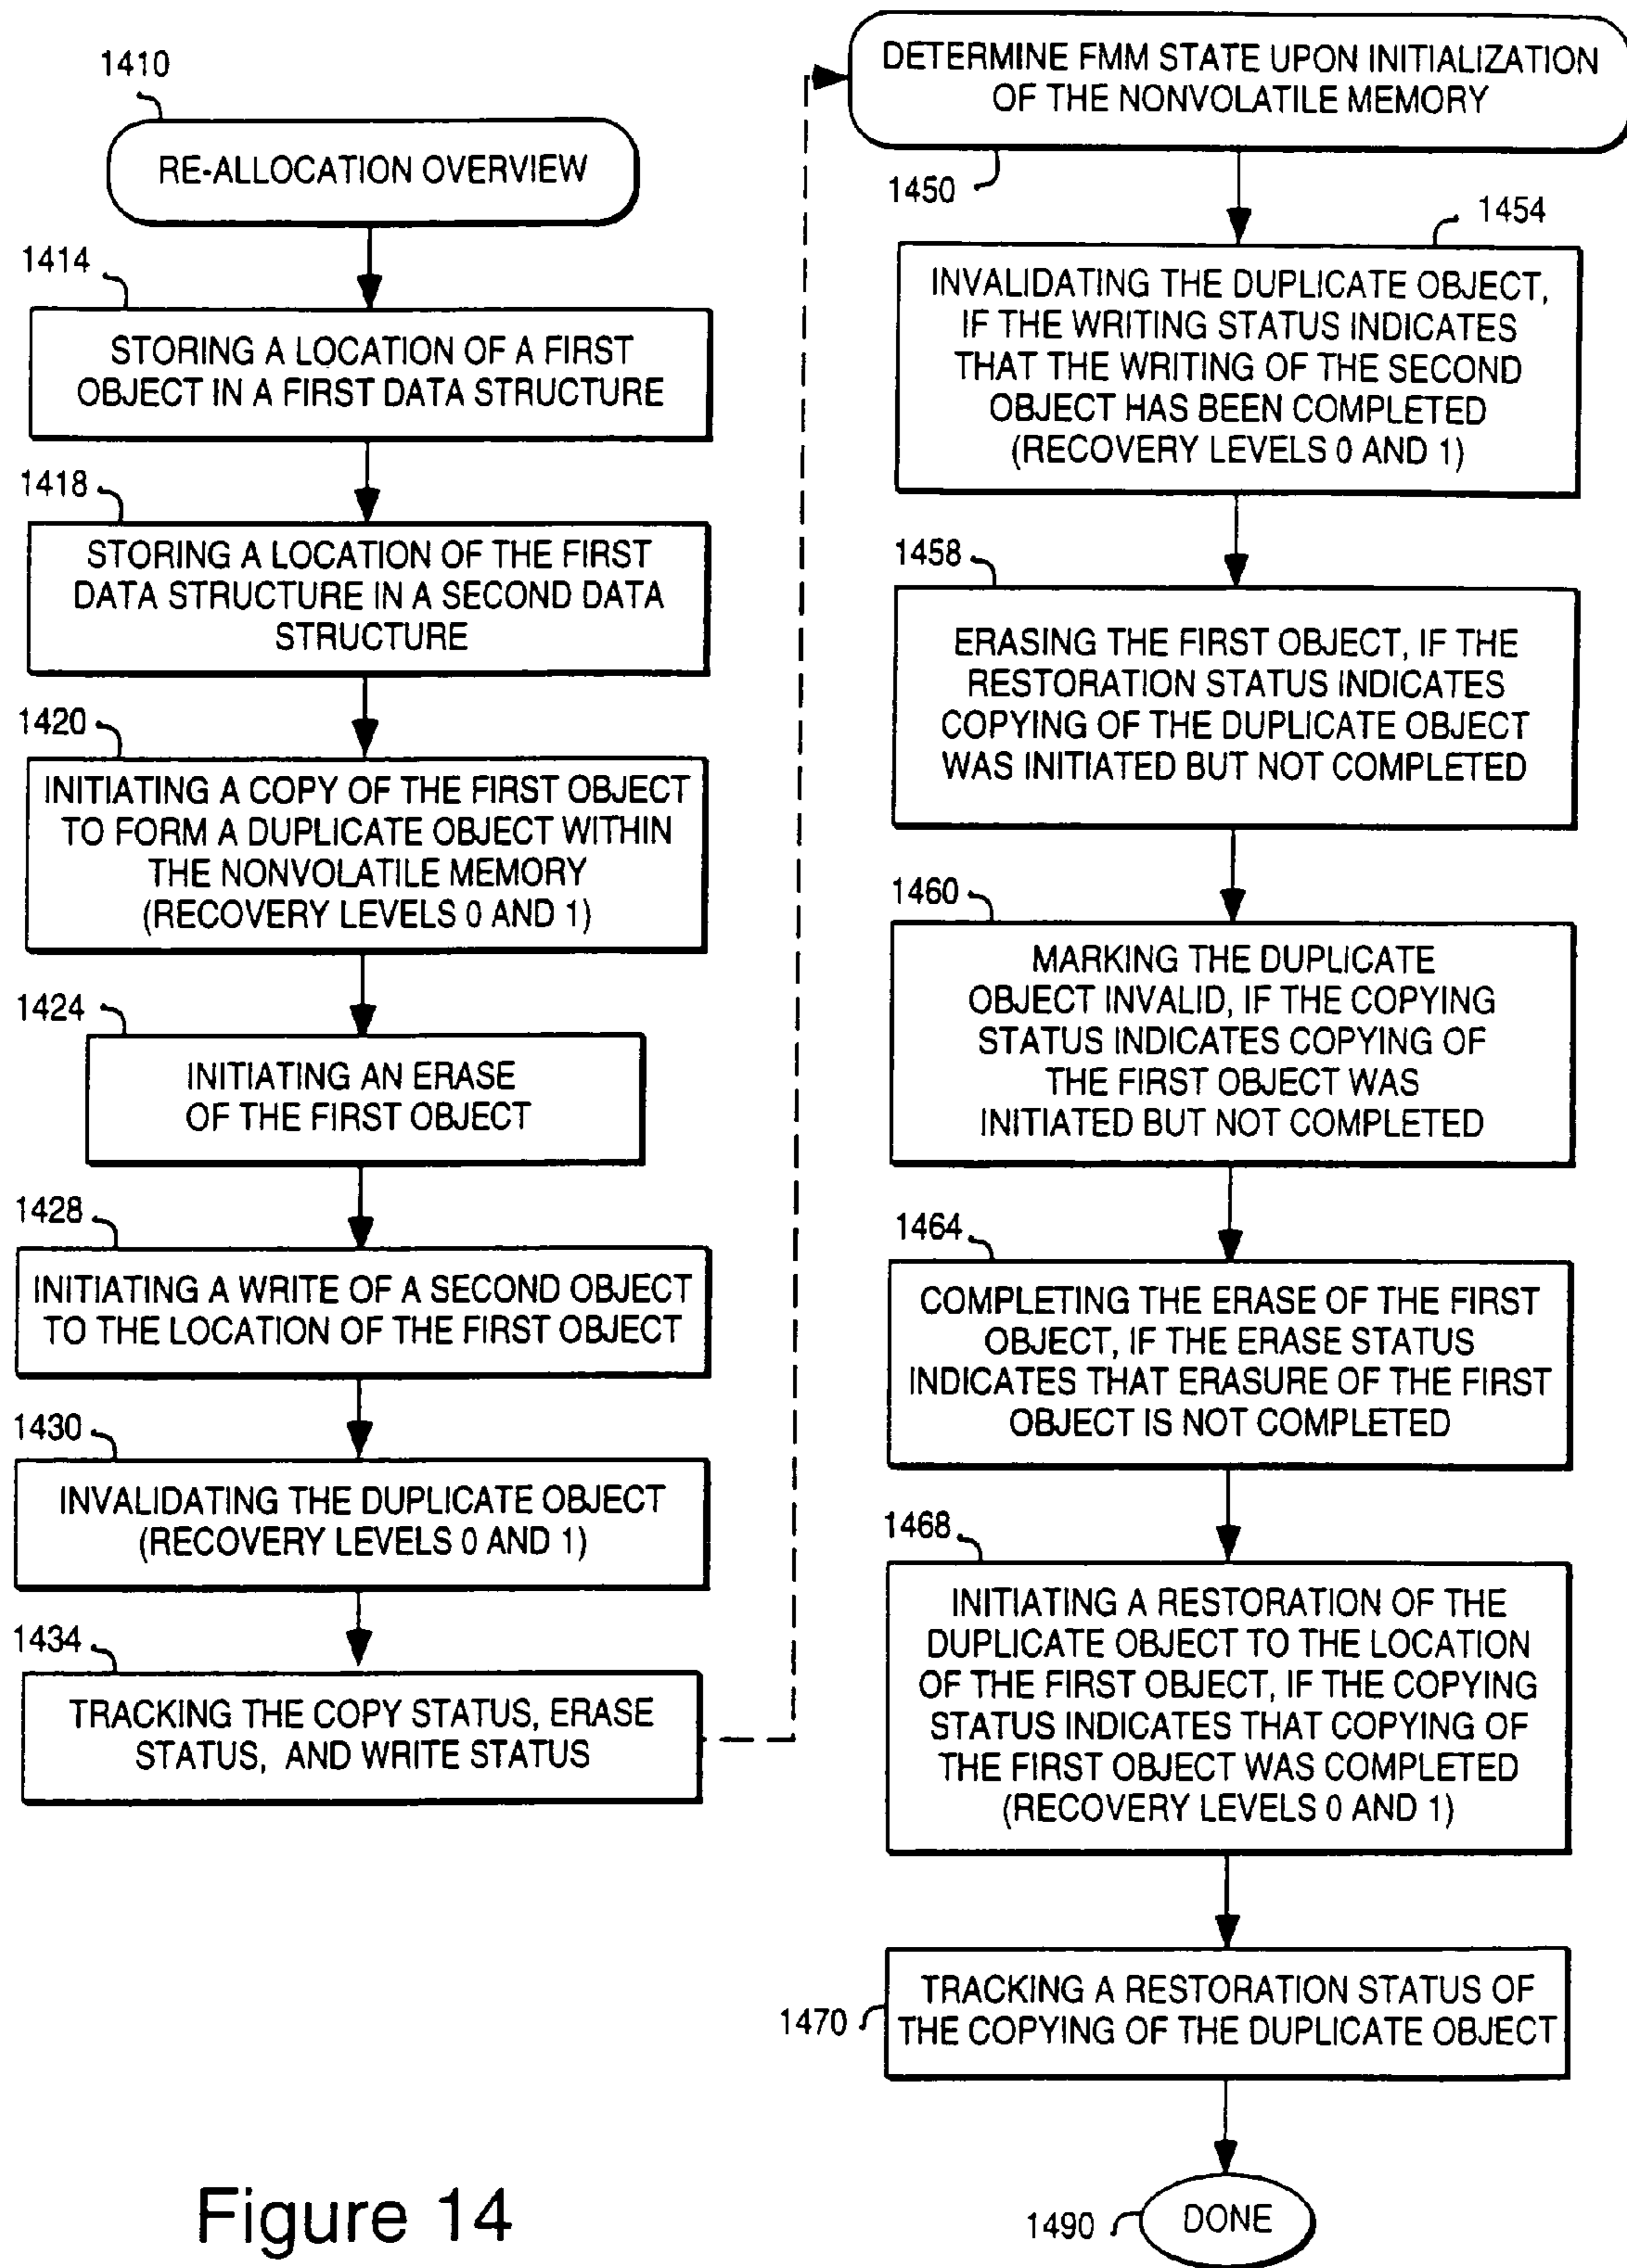 1410
RE-ALLOCATION OVERVIEW
1414
STORING A LOCATION OF A FIRST
OBJECT IN A FIRST DATA STRUCTURE
1418
STORING A LOCATION OF THE FIRST
DATA STRUCTURE IN A SECOND DATA
STRUCTURE
1420
INITIATING A COPY OF THE FIRST OBJECT
TO FORM A DUPLICATE OBJECT WITHIN
THE NONVOLATILE MEMORY
(RECOVERY LEVELS 0 AND 1)
1424
INITIATING AN ERASE
OF THE FIRST OBJECT
1428
INITIATING A WRITE OF A SECOND OBJECT
TO THE LOCATION OF THE FIRST OBJECT
1430
INVALIDATING THE DUPLICATE OBJECT
(RECOVERY LEVELS 0 AND 1)
1434
TRACKING THE COPY STATUS, ERASE
STATUS, AND WRITE STATUS
DETERMINE FMM STATE UPON INITIALIZATION
OF THE NONVOLATILE MEMORY
1450
1454
INVALIDATING THE DUPLICATE OBJECT,
IF THE WRITING STATUS INDICATES
THAT THE WRITING OF THE SECOND
OBJECT HAS BEEN COMPLETED
(RECOVERY LEVELS 0 AND 1)
1458
ERASING THE FIRST OBJECT, IF THE
RESTORATION STATUS INDICATES
COPYING OF THE DUPLICATE OBJECT
WAS INITIATED BUT NOT COMPLETED
1460
MARKING THE DUPLICATE
OBJECT INVALID, IF THE COPYING
STATUS INDICATES COPYING OF
THE FIRST OBJECT WAS
INITIATED BUT NOT COMPLETED
1464
COMPLETING THE ERASE OF THE FIRST
OBJECT, IF THE ERASE STATUS
INDICATES THAT ERASURE OF THE FIRST
OBJECT IS NOT COMPLETED
1468
INITIATING A RESTORATION OF THE
DUPLICATE OBJECT TO THE LOCATION
OF THE FIRST OBJECT, IF THE COPYING
STATUS INDICATES THAT COPYING OF
THE FIRST OBJECT WAS COMPLETED
(RECOVERY LEVELS 0 AND 1)
1470
TRACKING A RESTORATION STATUS OF
THE COPYING OF THE DUPLICATE OBJECT
1490
DONE
Figure 14